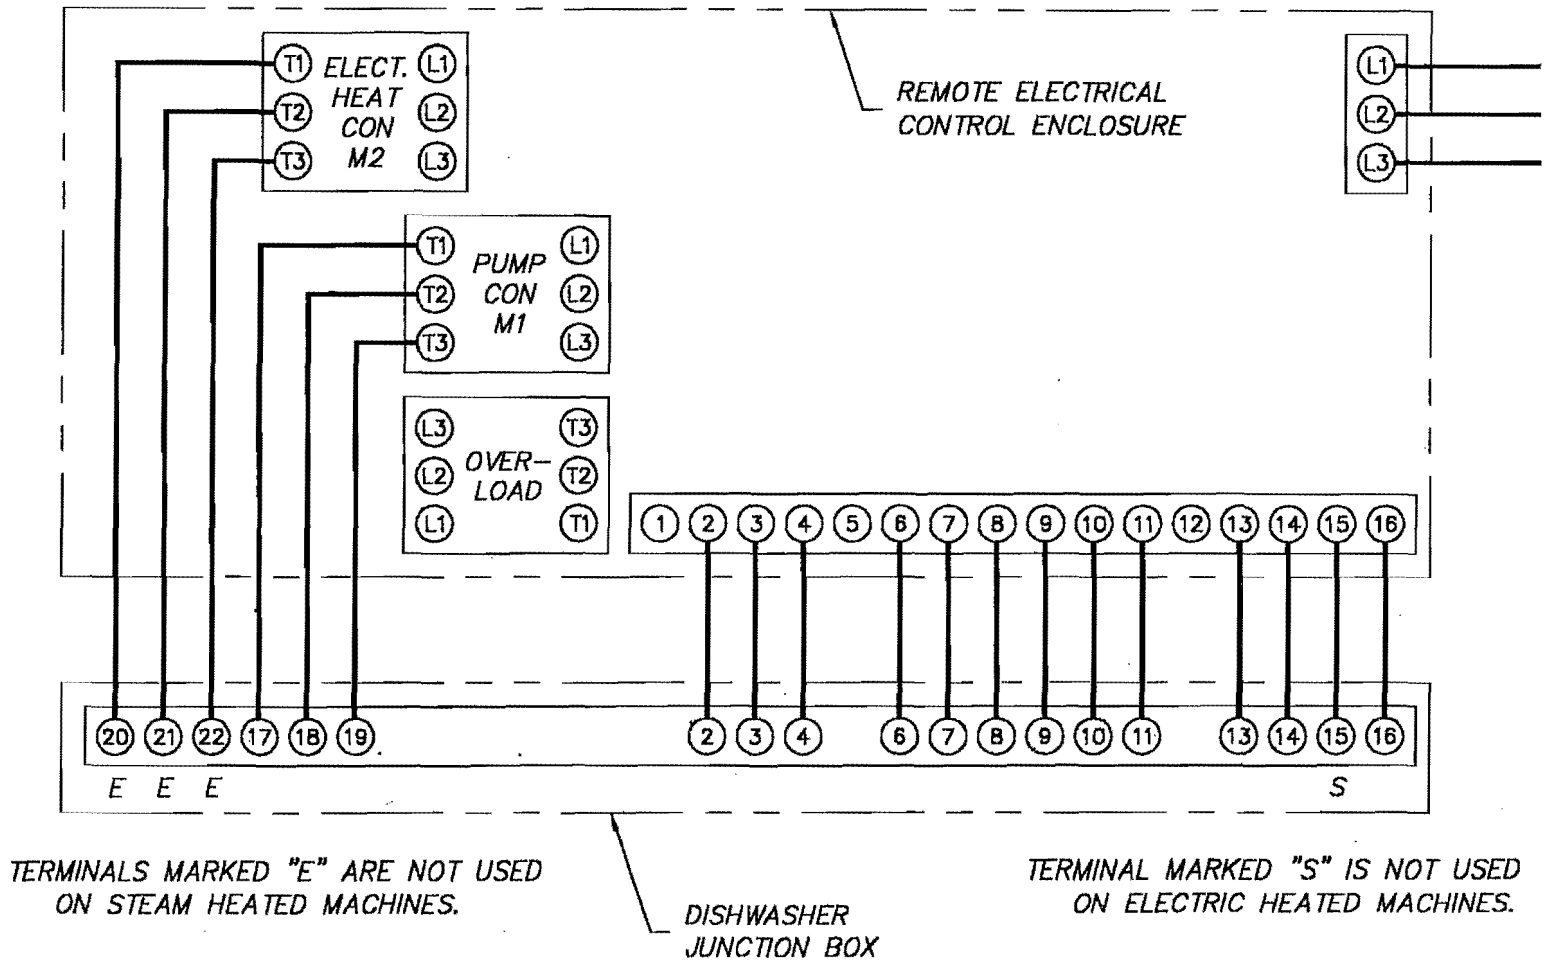 T1 ELECT. L1
HEAT
T2 CON L2
T3 M2 L3
REMOTE ELECTRICAL
CONTROL ENCLOSURE
L1
L2
L3
T1 PUMP L1
T2 CON L2
T3 M1 L3
L3 T3
L2 OVER- T2
LOAD
L1 T1
1 2 3 4 5 6 7 8 9 10 11 12 13 14 15 16
20 21 22 17 18 19 2 3 4 6 7 8 9 10 11 13 14 15 16
E E E S
TERMINALS MARKED "E" ARE NOT USED
ON STEAM HEATED MACHINES.
TERMINAL MARKED "S" IS NOT USED
ON ELECTRIC HEATED MACHINES.
DISHWASHER
JUNCTION BOX